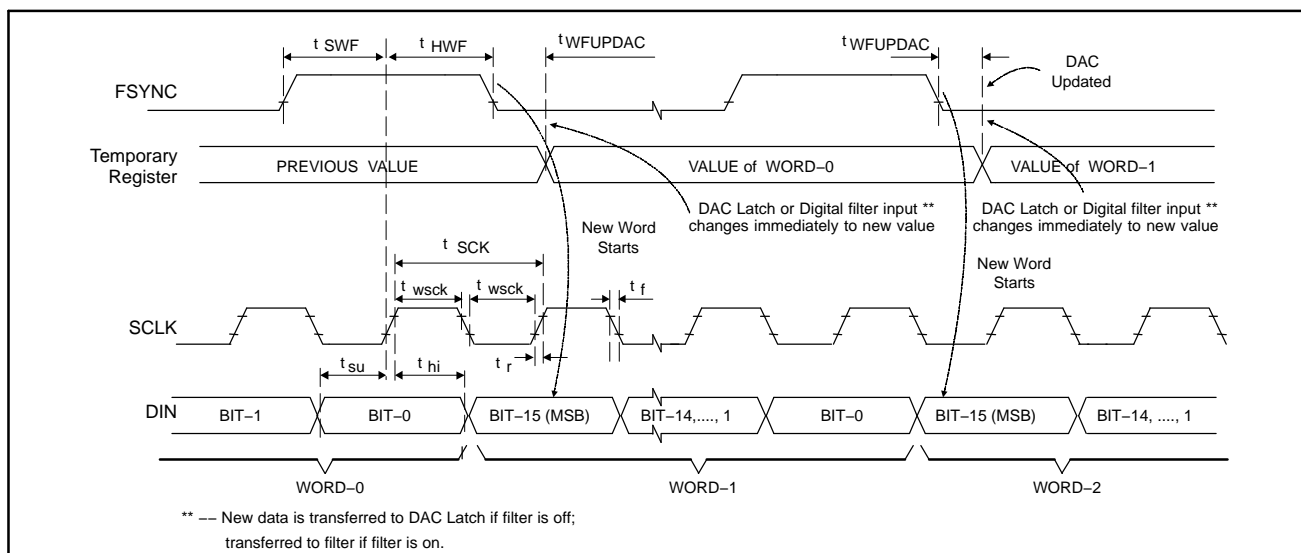 t SWF
t HWF
t WFUPDAC
t WFUPDAC
DAC
Updated
FSYNC
Temporary
Register
PREVIOUS VALUE
VALUE of WORD−0
VALUE of WORD−1
DAC Latch or Digital filter input **
changes immediately to new value
DAC Latch or Digital filter input **
changes immediately to new value
New Word
Starts
New Word
Starts
t SCK
t wsck
t wsck
t f
SCLK
t su
t hi
t r
DIN
BIT−1
BIT−0
BIT−15 (MSB)
BIT−14,...., 1
BIT−0
BIT−15 (MSB)
BIT−14, ...., 1
WORD−0
WORD−1
WORD−2
** −− New data is transferred to DAC Latch if filter is off;
transferred to filter if filter is on.